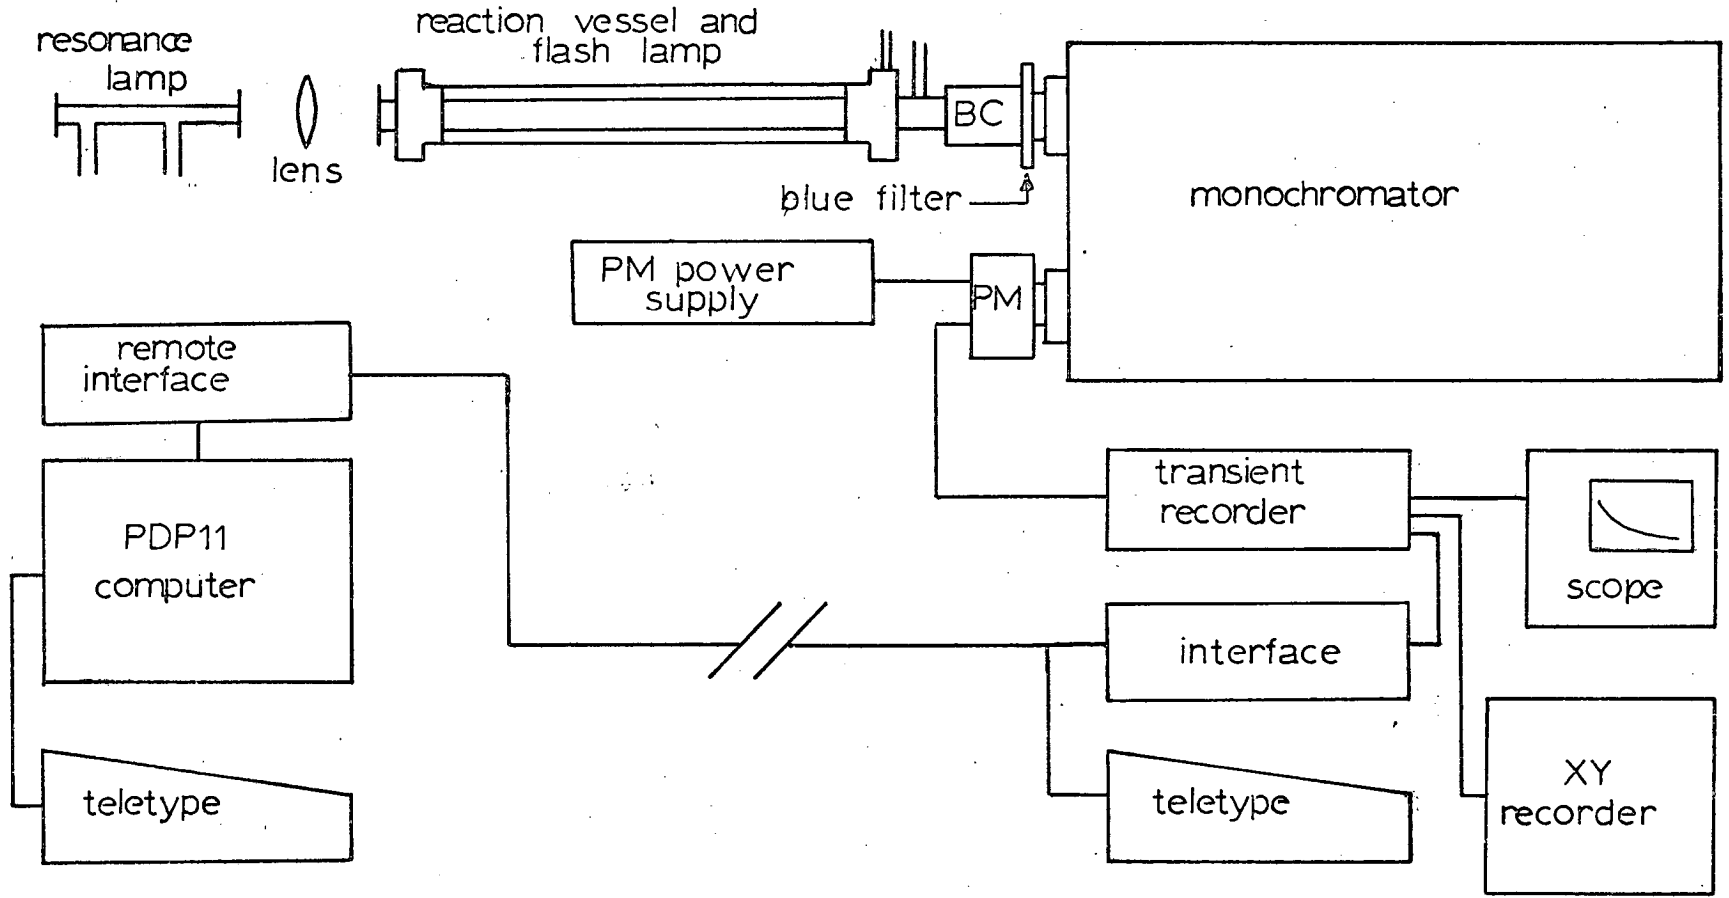 resonance
lamp
lens
reaction vessel and
flash lamp
BC
blue filter
monochromator
PM power
supply
PM
remote
interface
PDP11
computer
teletype
transient
recorder
scope
interface
teletype
XY
recorder